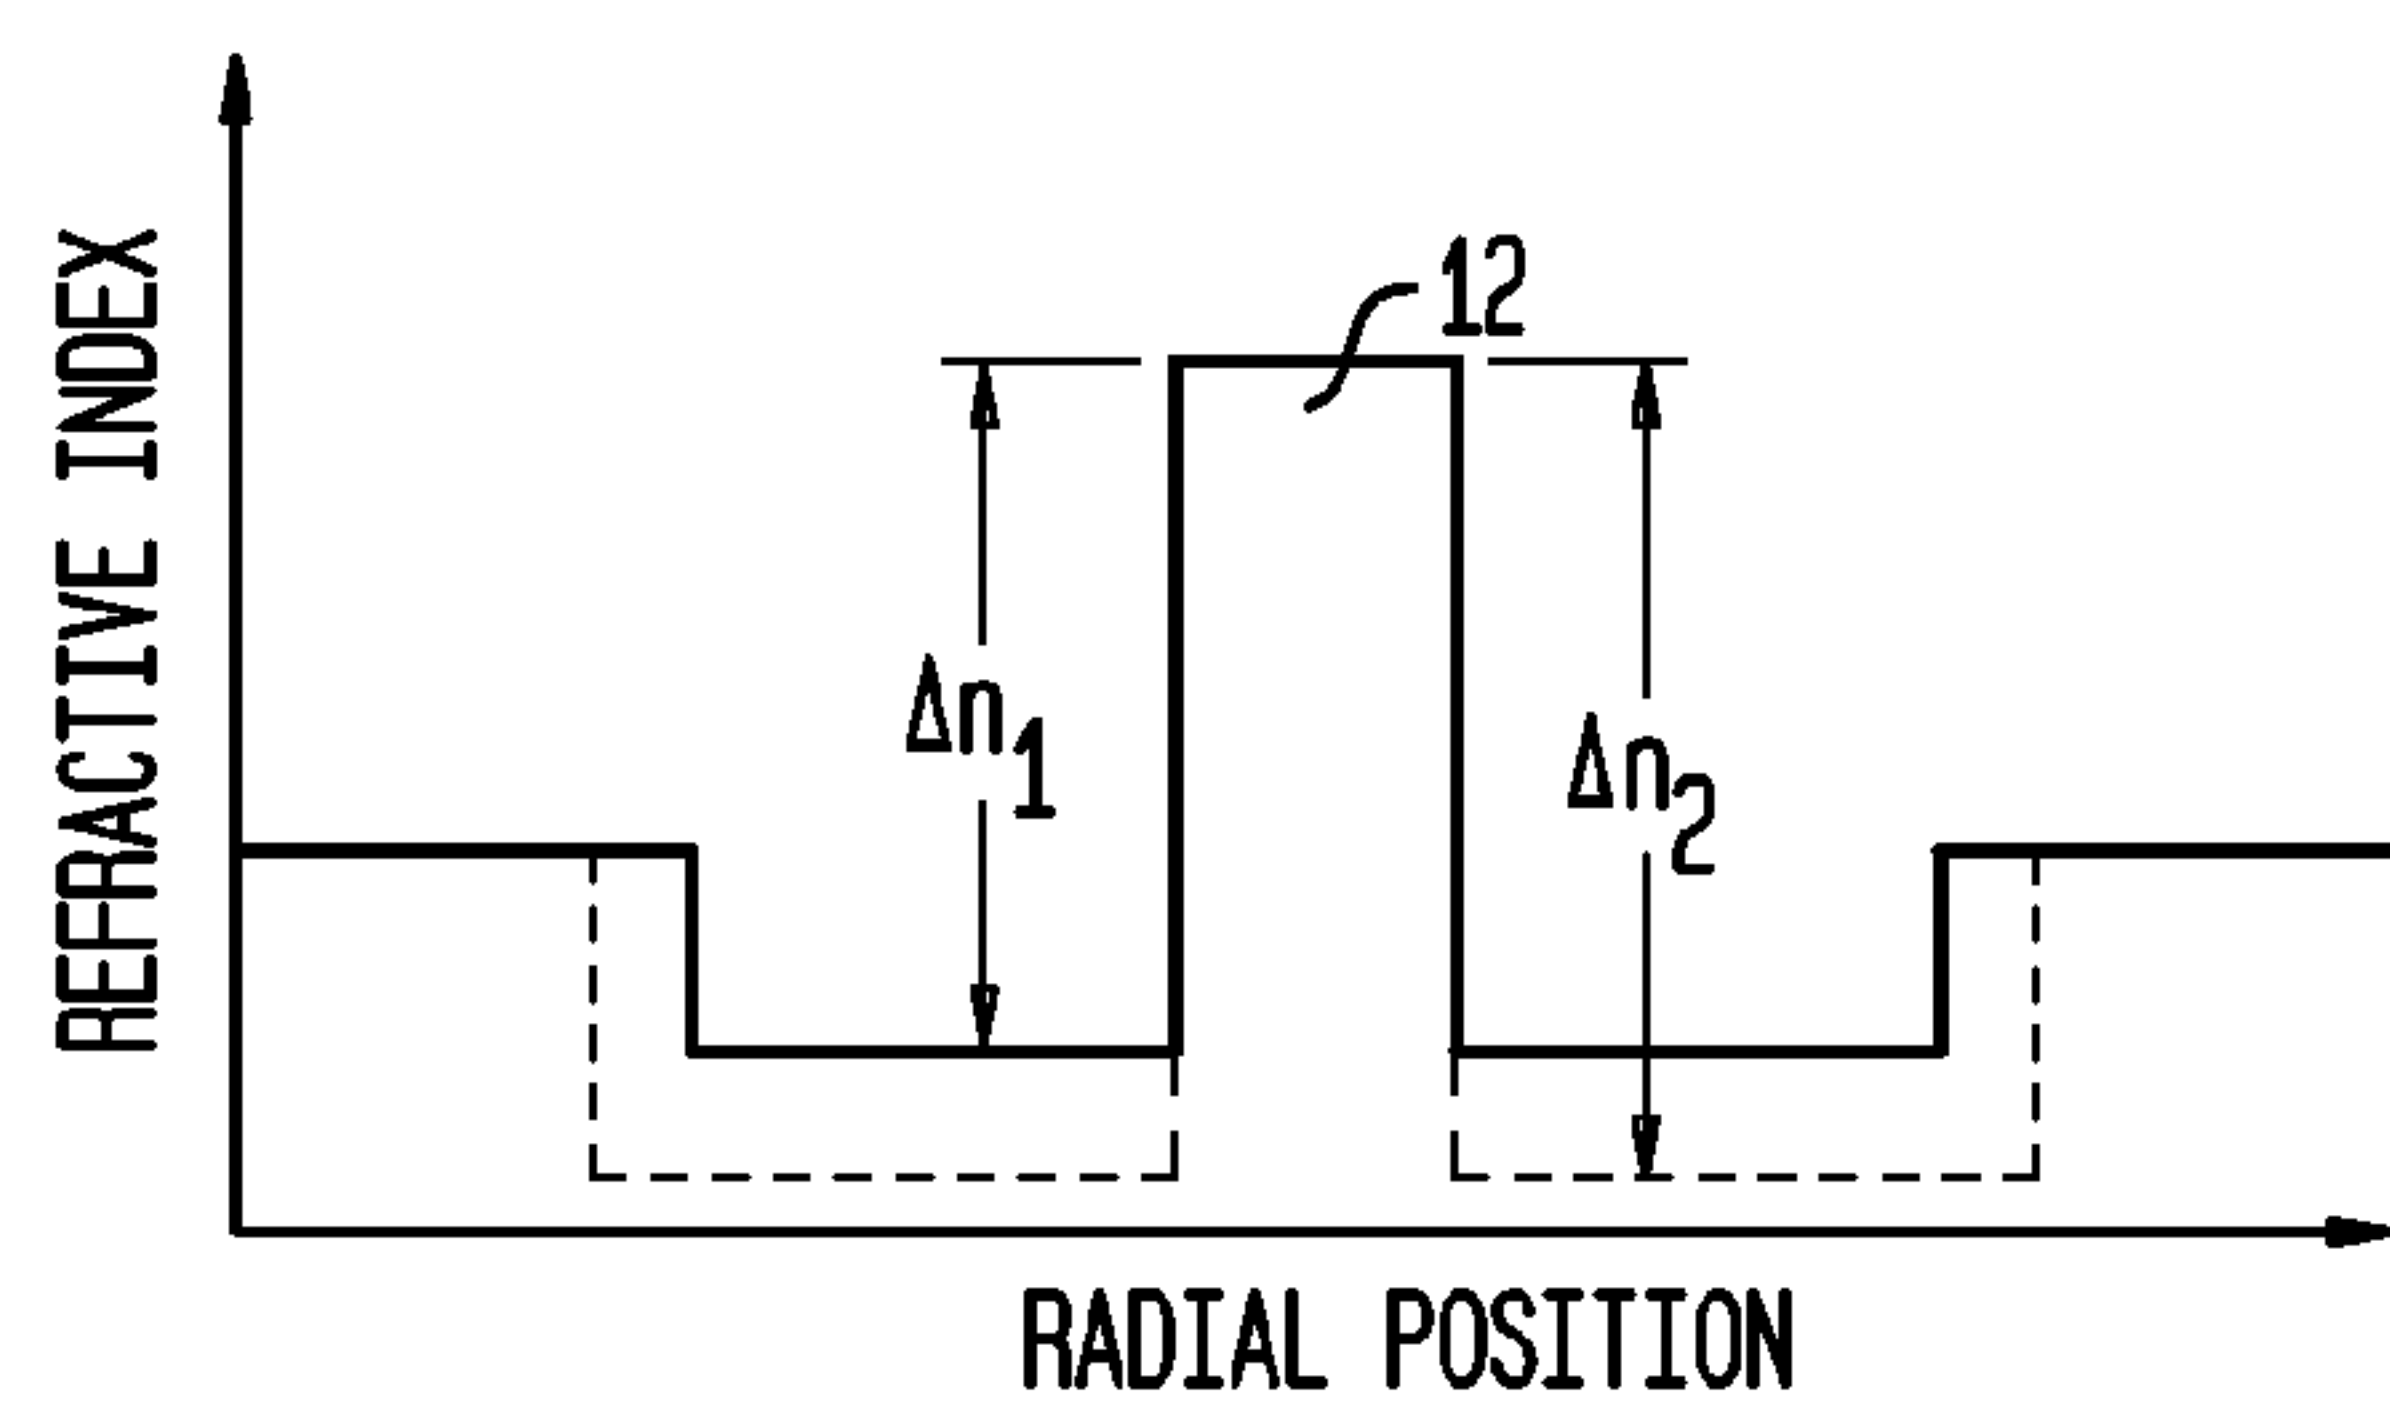 REFRACTIVE INDEX
12
Δn1
Δn2
RADIAL POSITION